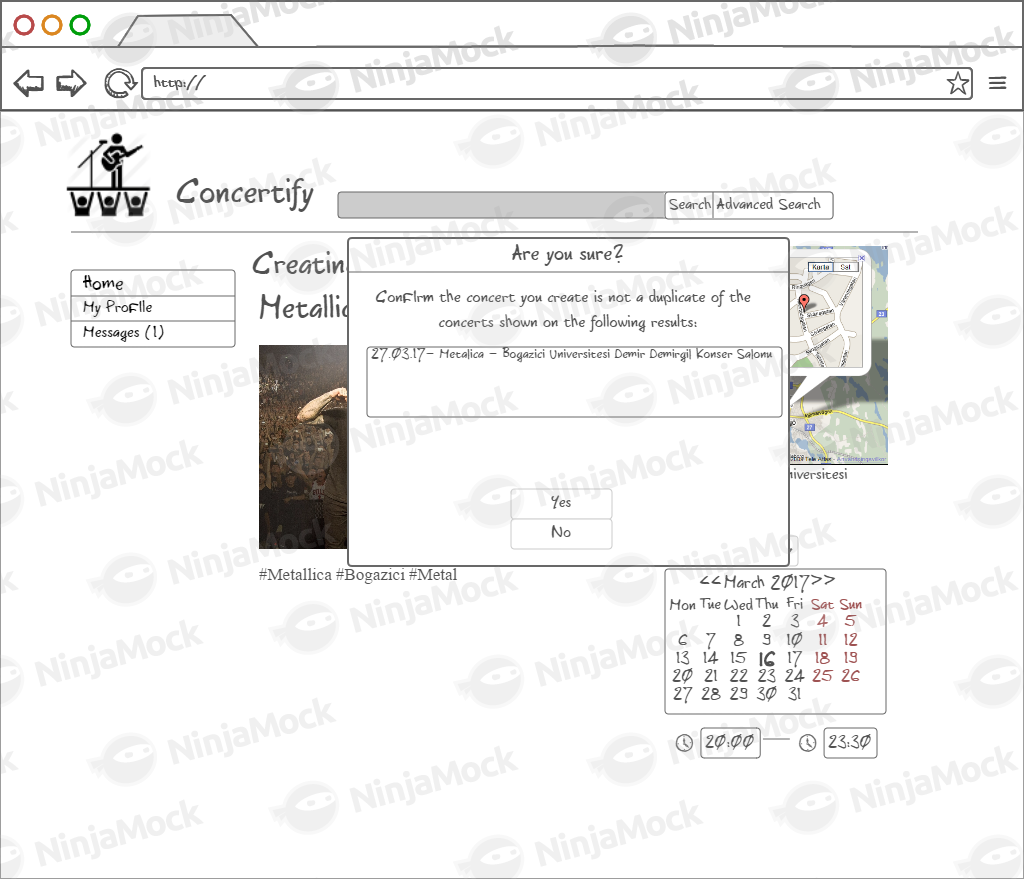 http://
Concertify
Search Advanced Search
Home
My Profile
Messages (1)
Creatin
Metallic
Are you sure?
Confirm the concert you create is not a duplicate of the
concerts shown on the following results:
27.03.17- Metalica - Bogazici Universitesi Demir Demirgil Konser Salonu
Yes
No
Karta Sat
niversitesi
#Metallica #Bogazici #Metal
<<March 2017>>
Mon Tue Wed Thu Fri Sat Sun
1 2 3 4 5
6 7 8 9 10 11 12
13 14 15 16 17 18 19
20 21 22 23 24 25 26
27 28 29 30 31
20:00 23:30
NinjaMock